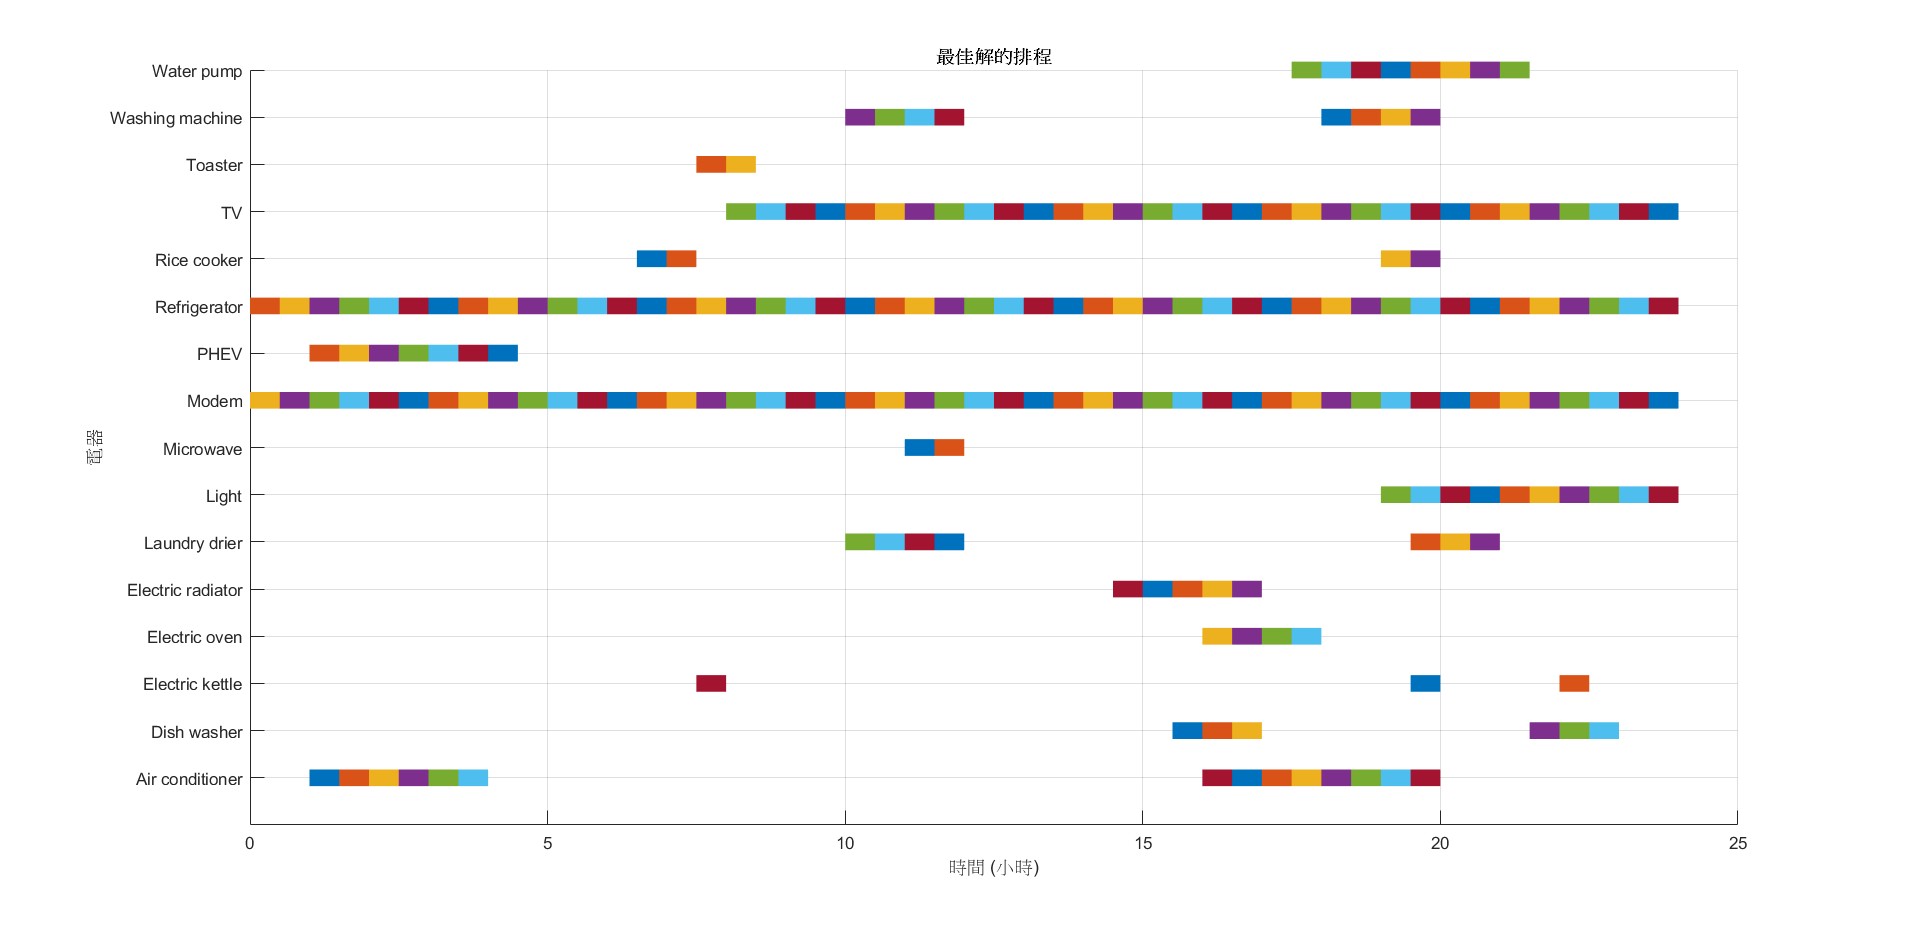 最佳解的排程
Water pump
Washing machine
Toaster
TV
Rice cooker
Refrigerator
PHEV
Modem
Microwave
Light
Laundry drier
Electric radiator
Electric oven
Electric kettle
Dish washer
Air conditioner
電器
0 5 10 15 20 25
時間 (小時)